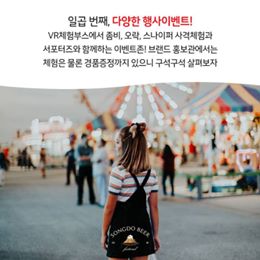 일곱 번째, 다양한 행사이벤트!
VR체험부스에서 좀비, 오락, 스나이퍼 사격체험과
서포터즈와 함께하는 이벤트존! 브랜드 홍보관에서는
체험은 물론 경품증정까지 있으니 구석구석 살펴보자
SONGDO BEER
festival